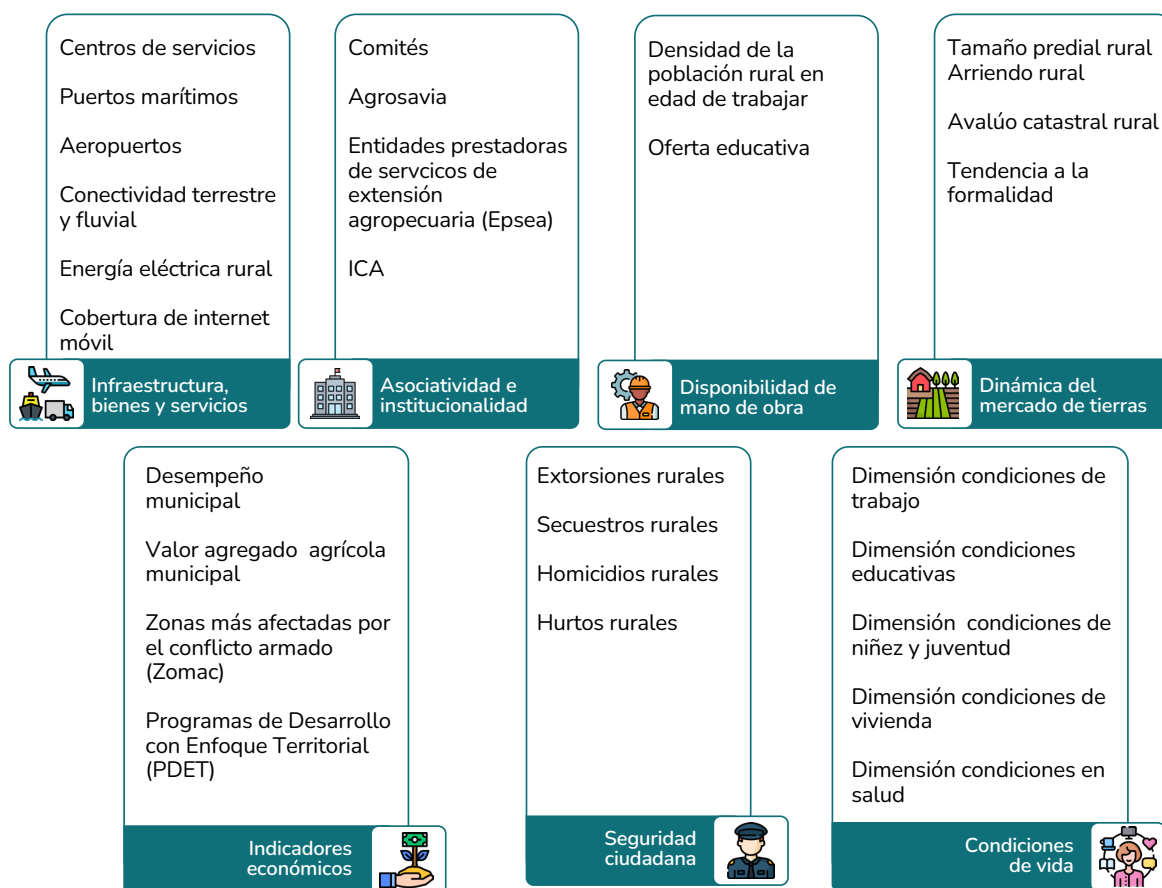 Centros de servicios
Puertos marítimos
Aeropuertos
Conectividad terrestre
y fluvial
Energía eléctrica rural
Cobertura de internet
móvil
Infraestructura,
bienes y servicios
Comités
Agrosavia
Entidades prestadoras
de servcicos de
extensión
agropecuaria (Epsea)
ICA
Asociatividad e
institucionalidad
Densidad de la
población rural en
edad de trabajar
Oferta educativa
Disponibilidad de
mano de obra
Tamaño predial rural
Arriendo rural
Avalúo catastral rural
Tendencia a la
formalidad
Dinámica del
mercado de tierras
Desempeño
municipal
Valor agregado agrícola
municipal
Zonas más afectadas por
el conflicto armado
(Zomac)
Programas de Desarrollo
con Enfoque Territorial
(PDET)
Indicadores
económicos
Extorsiones rurales
Secuestros rurales
Homicidios rurales
Hurtos rurales
Seguridad
ciudadana
Dimensión condiciones de
trabajo
Dimensión condiciones
educativas
Dimensión condiciones de
niñez y juventud
Dimensión condiciones de
vivienda
Dimensión condiciones en
salud
Condiciones
de vida